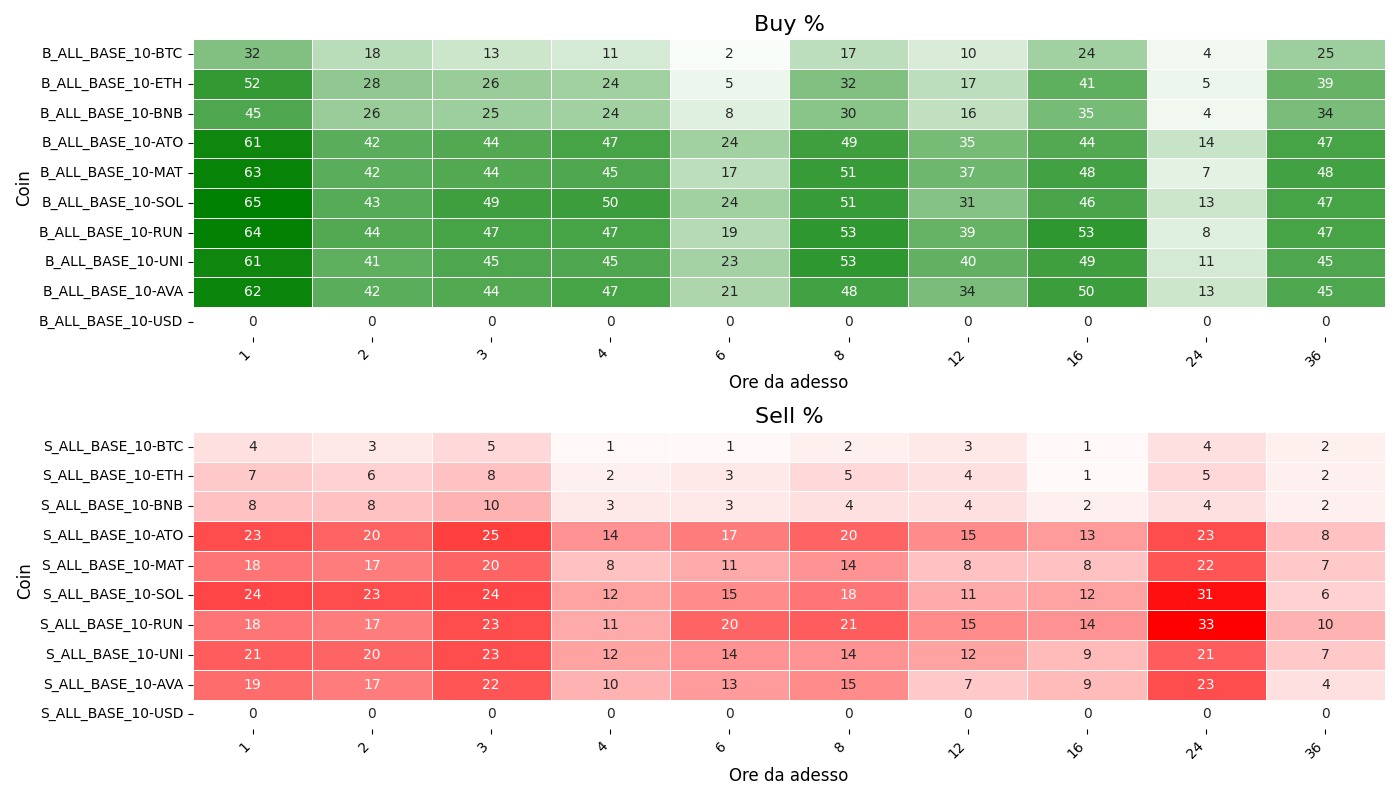 Buy %
Coin
B_ALL_BASE_10-BTC 32 18 13 11 2 17 10 24 4 25
B_ALL_BASE_10-ETH 52 28 26 24 5 32 17 41 5 39
B_ALL_BASE_10-BNB 45 26 25 24 8 30 16 35 4 34
B_ALL_BASE_10-ATO 61 42 44 47 24 49 35 44 14 47
B_ALL_BASE_10-MAT 63 42 44 45 17 51 37 48 7 48
B_ALL_BASE_10-SOL 65 43 49 50 24 51 31 46 13 47
B_ALL_BASE_10-RUN 64 44 47 47 19 53 39 53 8 47
B_ALL_BASE_10-UNI 61 41 45 45 23 53 40 49 11 45
B_ALL_BASE_10-AVA 62 42 44 47 21 48 34 50 13 45
B_ALL_BASE_10-USD 0 0 0 0 0 0 0 0 0 0
1 2 3 4 6 8 12 16 24 36
Ore da adesso
Sell %
Coin
S_ALL_BASE_10-BTC 4 3 5 1 1 2 3 1 4 2
S_ALL_BASE_10-ETH 7 6 8 2 3 5 4 1 5 2
S_ALL_BASE_10-BNB 8 8 10 3 3 4 4 2 4 2
S_ALL_BASE_10-ATO 23 20 25 14 17 20 15 13 23 8
S_ALL_BASE_10-MAT 18 17 20 8 11 14 8 8 22 7
S_ALL_BASE_10-SOL 24 23 24 12 15 18 11 12 31 6
S_ALL_BASE_10-RUN 18 17 23 11 20 21 15 14 33 10
S_ALL_BASE_10-UNI 21 20 23 12 14 14 12 9 21 7
S_ALL_BASE_10-AVA 19 17 22 10 13 15 7 9 23 4
S_ALL_BASE_10-USD 0 0 0 0 0 0 0 0 0 0
1 2 3 4 6 8 12 16 24 36
Ore da adesso